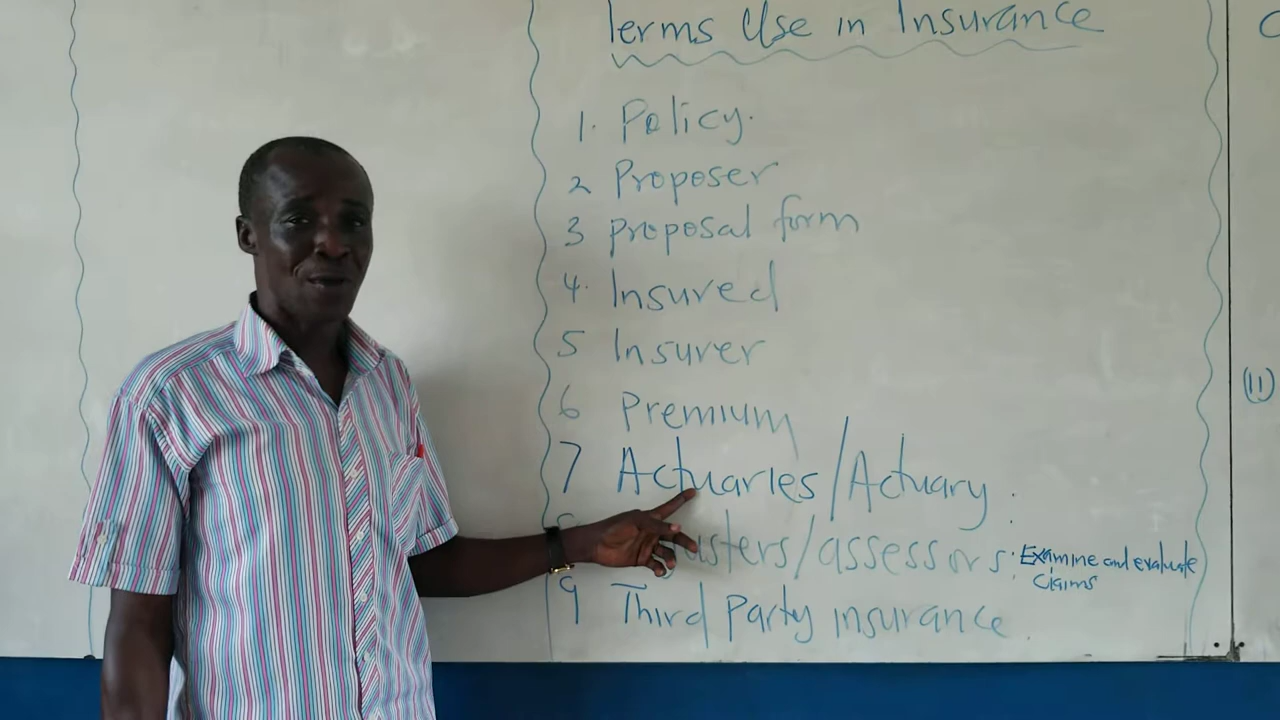 Terms Use in Insurance
1. Policy.
2 Proposer
3 proposal form
4. Insured
5 Insurer
6 Premium
7 Actuaries/Actuary.
/assessors: Examine and evaluate
Claims
9 Third Party insurance.
(11)